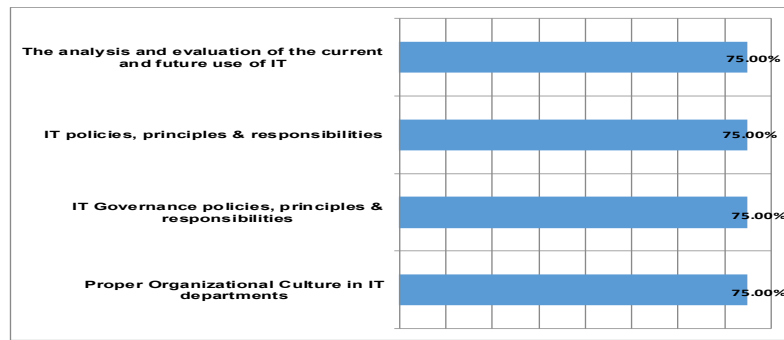 The analysis and evaluation of the current
and future use of IT
75.00%
IT policies, principles & responsibilities
75.00%
IT Governance policies, principles &
responsibilities
75.00%
Proper Organizational Culture in IT
departments
75.00%